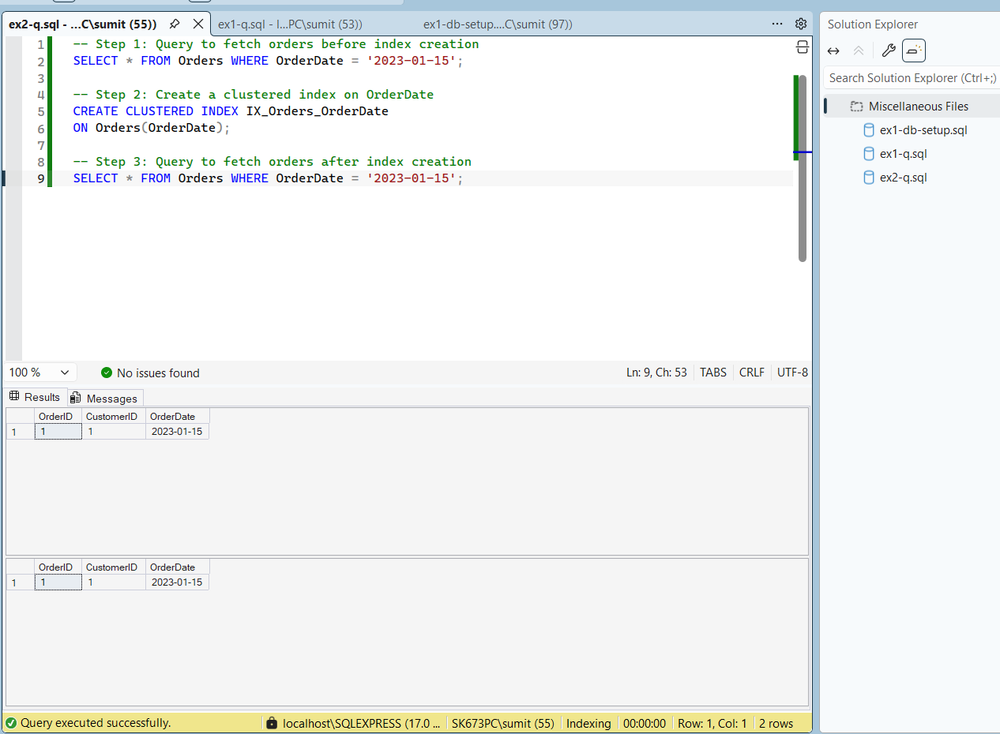 ex2-q.sql - ...C\sumit (55))
ex1-q.sql - I...PC\sumit (53))
ex1-db-setup....C\sumit (97))
1 -- Step 1: Query to fetch orders before index creation
2 SELECT * FROM Orders WHERE OrderDate = '2023-01-15';
3
4 -- Step 2: Create a clustered index on OrderDate
5 CREATE CLUSTERED INDEX IX_Orders_OrderDate
6 ON Orders(OrderDate);
7
8 -- Step 3: Query to fetch orders after index creation
9 SELECT * FROM Orders WHERE OrderDate = '2023-01-15';
100 %
No issues found
Ln: 9, Ch: 53 TABS CRLF UTF-8
Results Messages
OrderID CustomerID OrderDate
1 1 1 2023-01-15
OrderID CustomerID OrderDate
1 1 1 2023-01-15
Query executed successfully.
localhost\SQLEXPRESS (17.0 ... SK673PC\sumit (55) Indexing 00:00:00 Row: 1, Col: 1 2 rows
Solution Explorer
Search Solution Explorer (Ctrl+;)
Miscellaneous Files
ex1-db-setup.sql
ex1-q.sql
ex2-q.sql